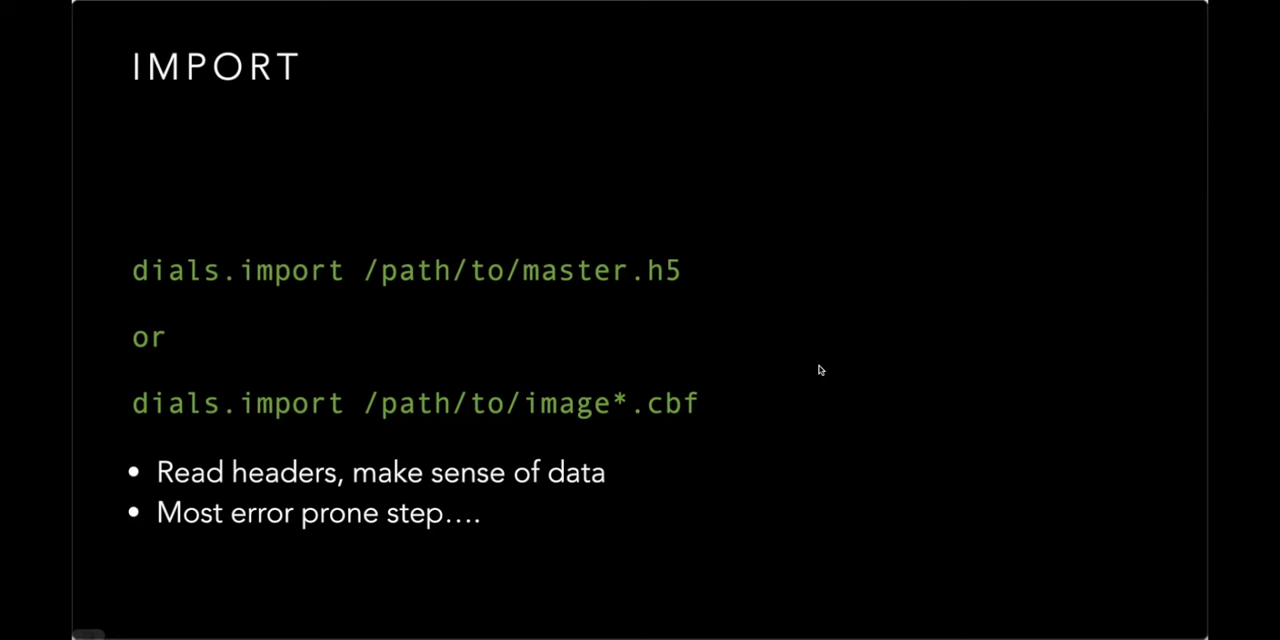 IMPORT
dials.import /path/to/master.h5
or
dials.import /path/to/image*.cbf
• Read headers, make sense of data
• Most error prone step....